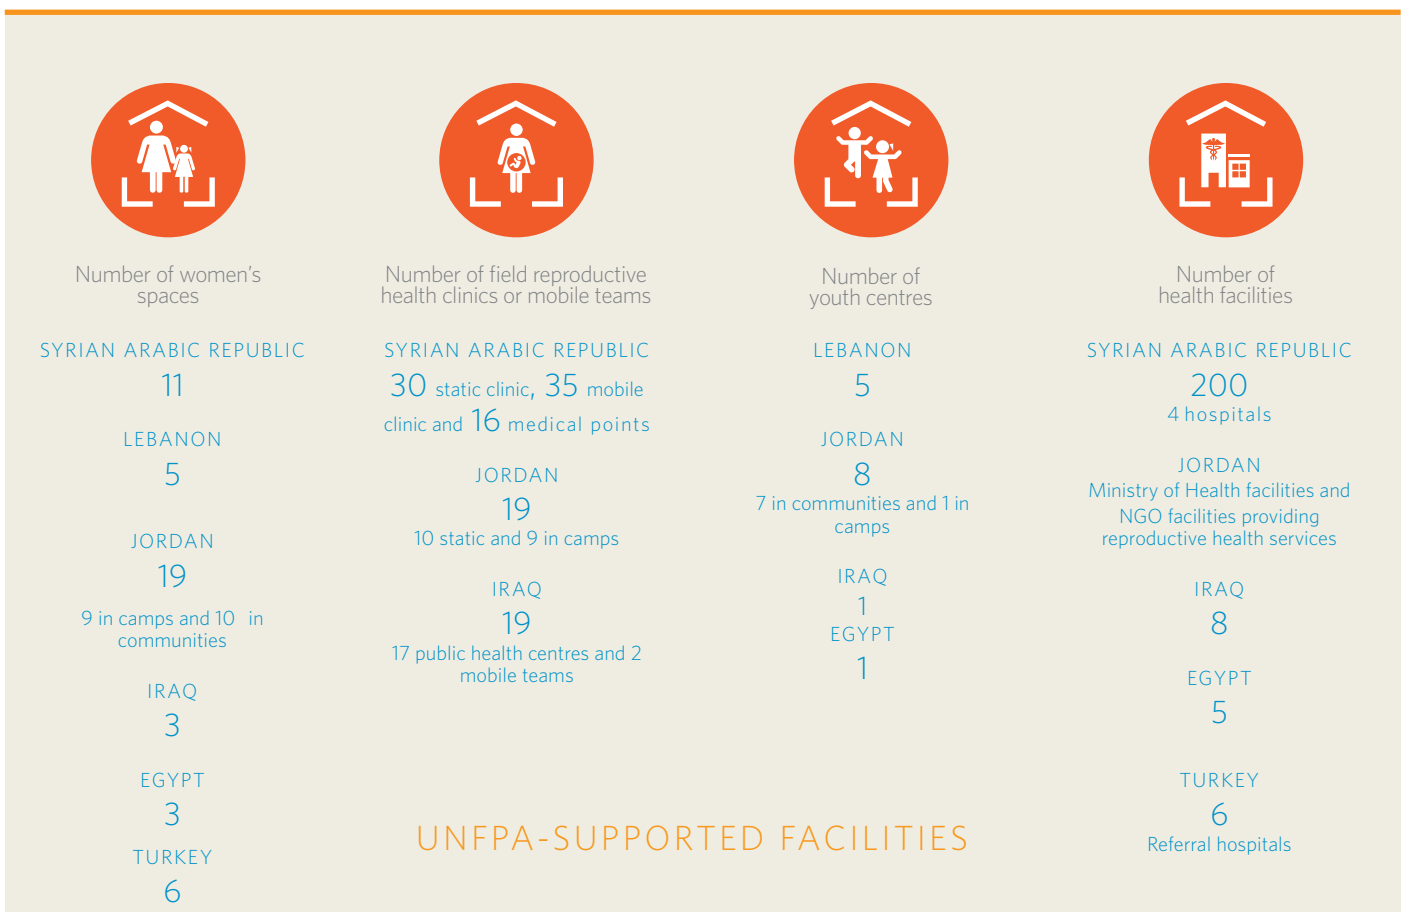 Number of women's
spaces
SYRIAN ARABIC REPUBLIC
11
LEBANON
5
JORDAN
19
9 in camps and 10 in
communities
IRAQ
3
EGYPT
3
TURKEY
6
Number of field reproductive
health clinics or mobile teams
SYRIAN ARABIC REPUBLIC
30 static clinic, 35 mobile
clinic and 16 medical points
JORDAN
19
10 static and 9 in camps
IRAQ
19
17 public health centres and 2
mobile teams
Number of
youth centres
LEBANON
5
JORDAN
8
7 in communities and 1 in
camps
IRAQ
1
EGYPT
1
Number of
health facilities
SYRIAN ARABIC REPUBLIC
200
4 hospitals
JORDAN
Ministry of Health facilities and
NGO facilities providing
reproductive health services
IRAQ
8
EGYPT
5
TURKEY
6
Referral hospitals
UNFPA-SUPPORTED FACILITIES